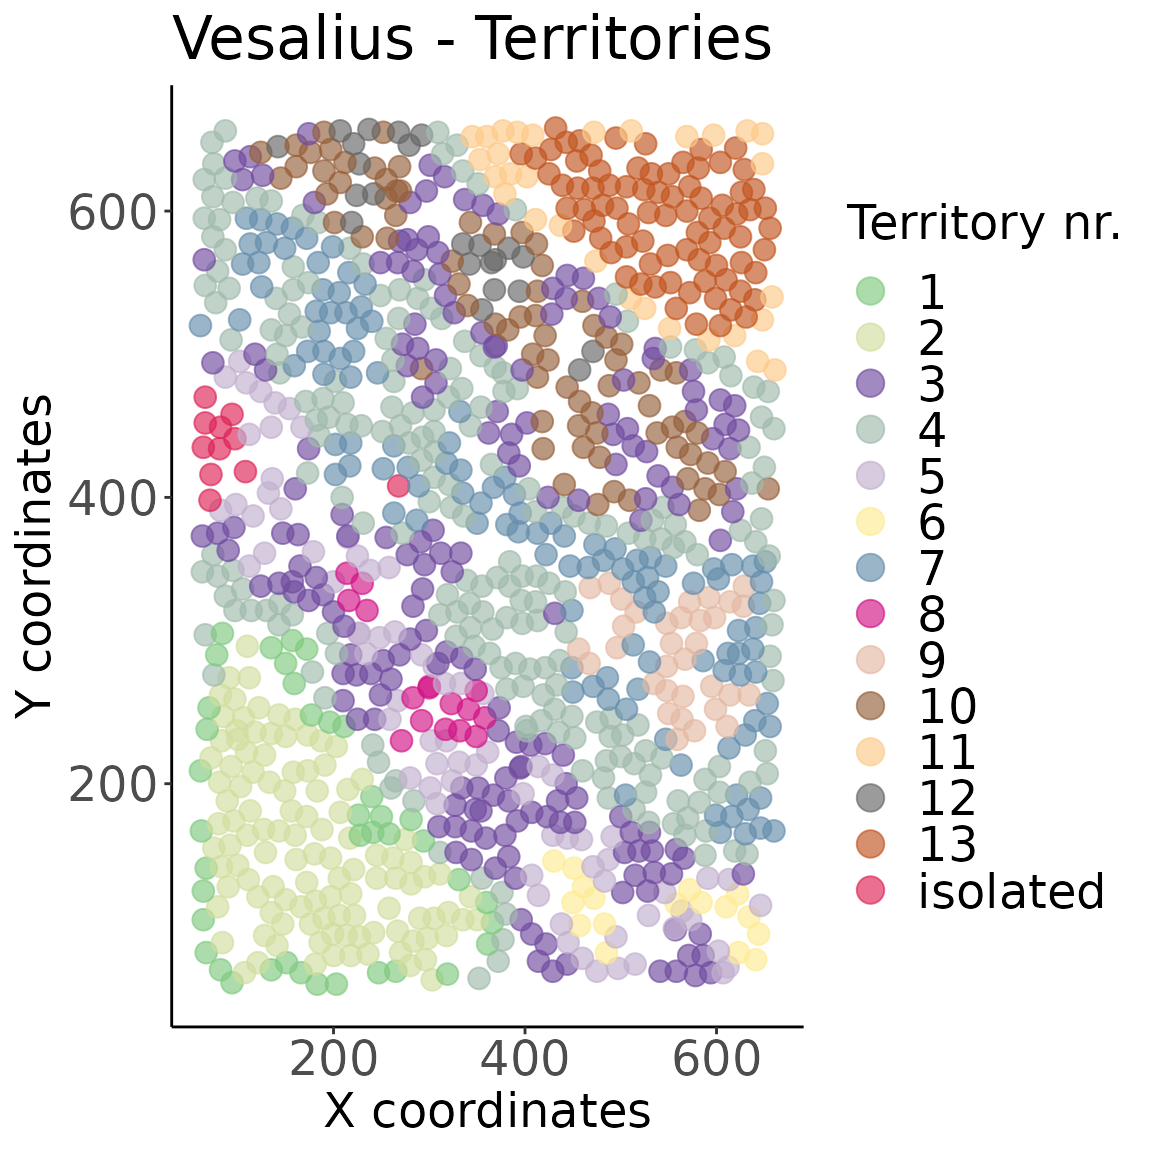 Vesalius - Territories
Y coordinates
600
400
200
200 400 600
X coordinates
Territory nr.
1
2
3
4
5
6
7
8
9
10
11
12
13
isolated